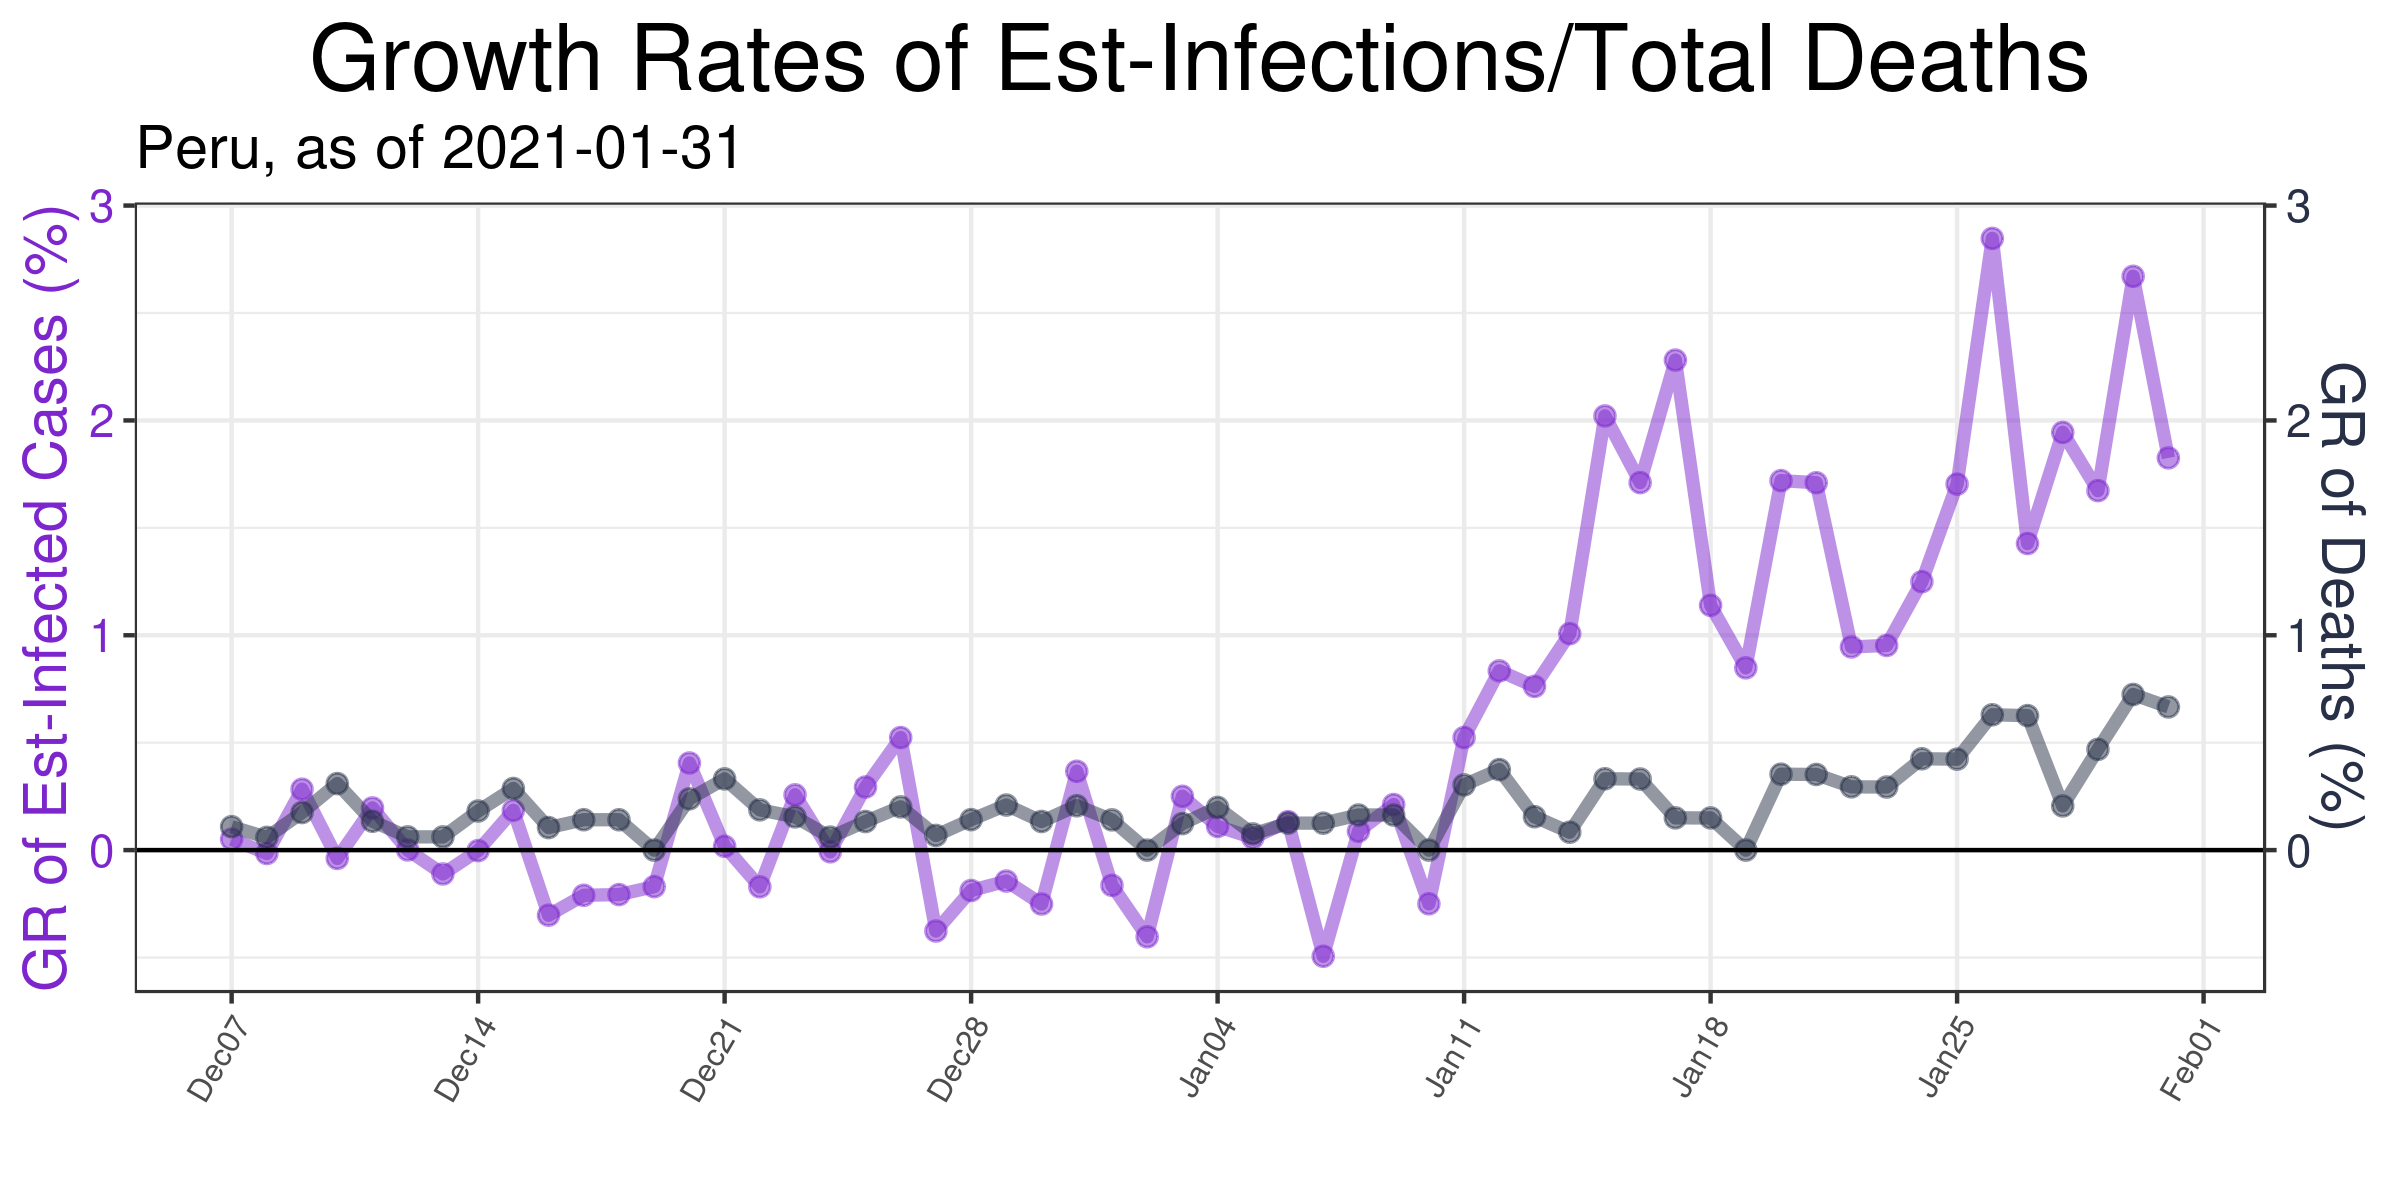 Growth Rates of Est-Infections/Total Deaths
Peru, as of 2021-01-31
GR of Est-Infected Cases (%)
3
2
1
0
3
2
1
0
GR of Deaths (%)
Dec07
Dec14
Dec21
Dec28
Jan04
Jan11
Jan18
Jan25
Feb01